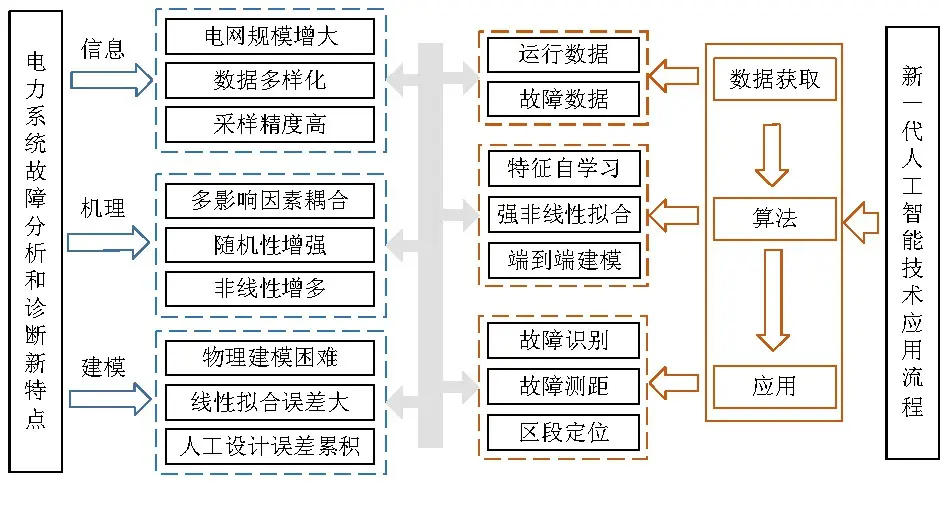 电力系统故障分析和诊断新特点
信息
电网规模增大
数据多样化
采样精度高
机理
多影响因素耦合
随机性增强
非线性增多
建模
物理建模困难
线性拟合误差大
人工设计误差累积
运行数据
故障数据
特征自学习
强非线性拟合
端到端建模
故障识别
故障测距
区段定位
数据获取
算法
应用
新一代人工智能技术应用流程